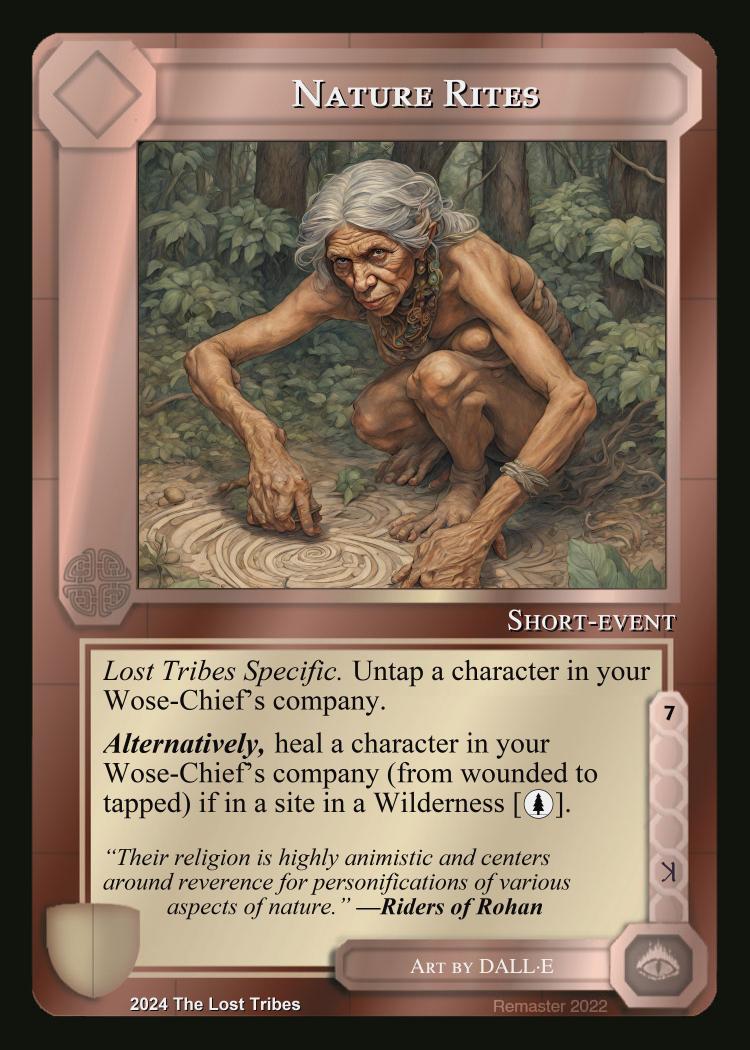 Nature Rites
Short-event
Lost Tribes Specific. Untap a character in your
Wose-Chief's company.
Alternatively, heal a character in your
Wose-Chief's company (from wounded to
tapped) if in a site in a Wilderness [ ].
7
“Their religion is highly animistic and centers
around reverence for personifications of various
aspects of nature.” —Riders of Rohan
Art by DALL·E
2024 The Lost Tribes
Remaster 2022